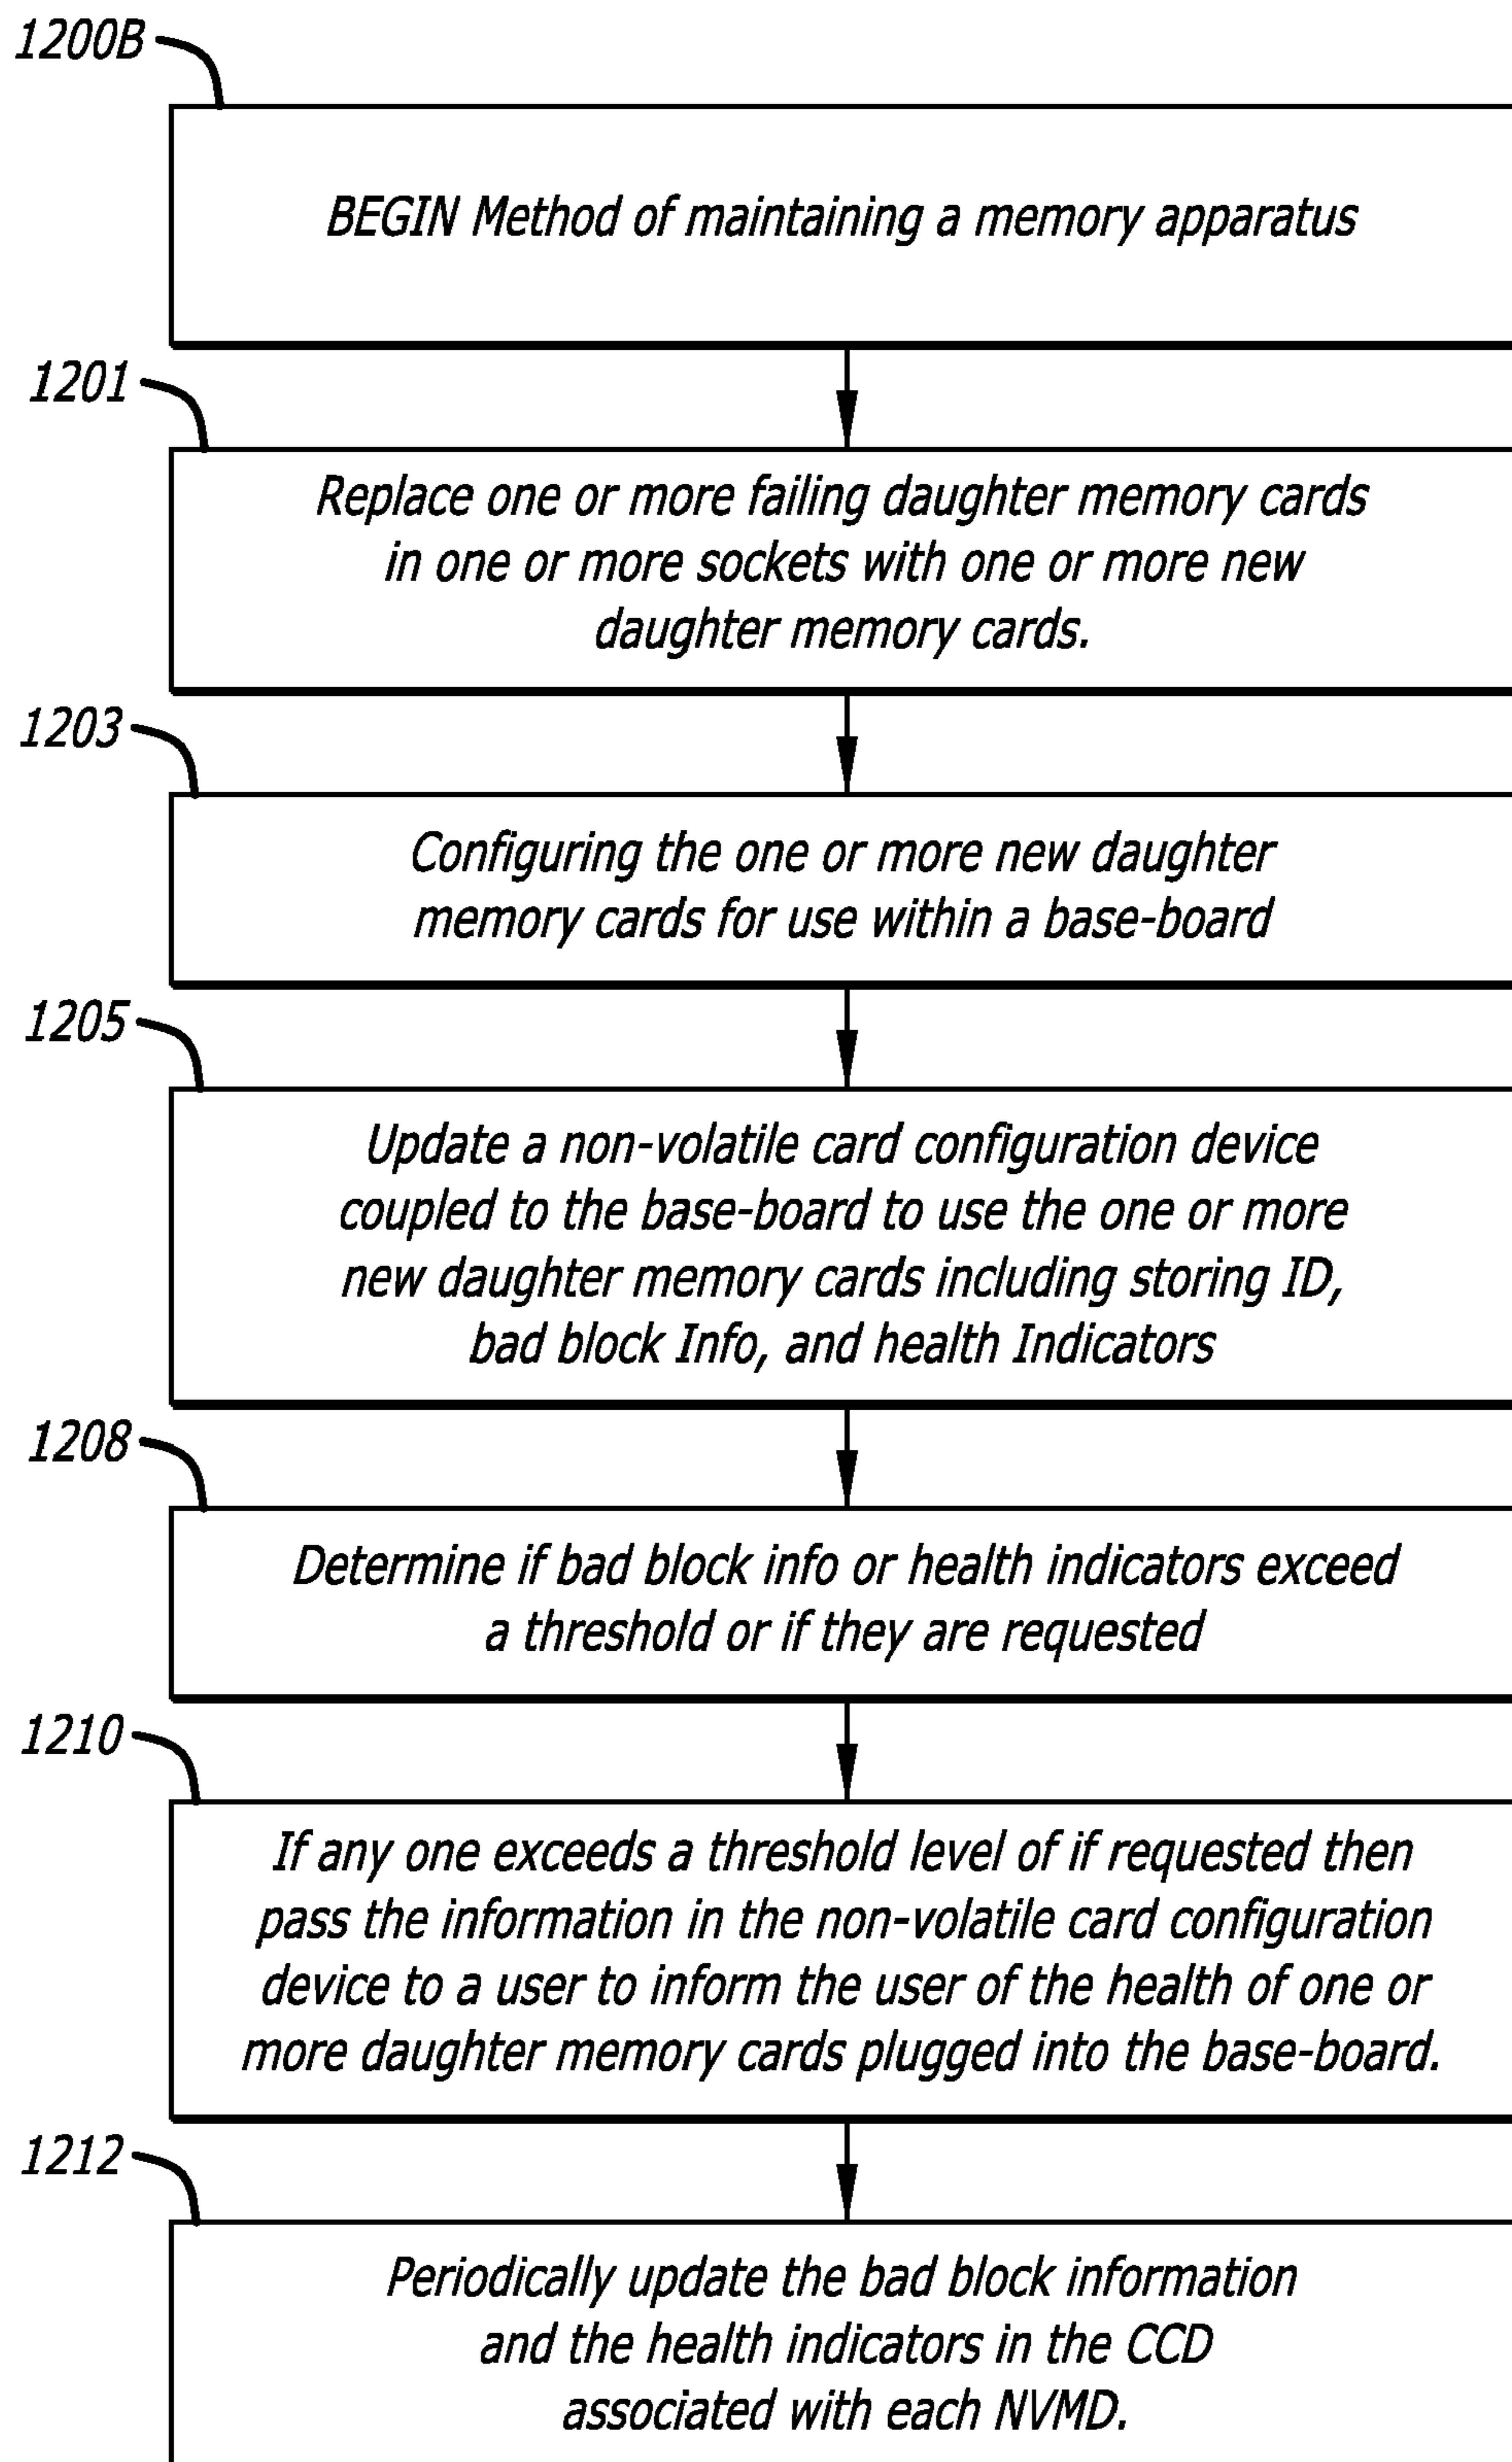 1200B
BEGIN Method of maintaining a memory apparatus
1201
Replace one or more failing daughter memory cards
in one or more sockets with one or more new
daughter memory cards.
1203
Configuring the one or more new daughter
memory cards for use within a base-board
1205
Update a non-volatile card configuration device
coupled to the base-board to use the one or more
new daughter memory cards including storing ID,
bad block Info, and health Indicators
1208
Determine if bad block info or health indicators exceed
a threshold or if they are requested
1210
If any one exceeds a threshold level of if requested then
pass the information in the non-volatile card configuration
device to a user to inform the user of the health of one or
more daughter memory cards plugged into the base-board.
1212
Periodically update the bad block information
and the health indicators in the CCD
associated with each NVMD.